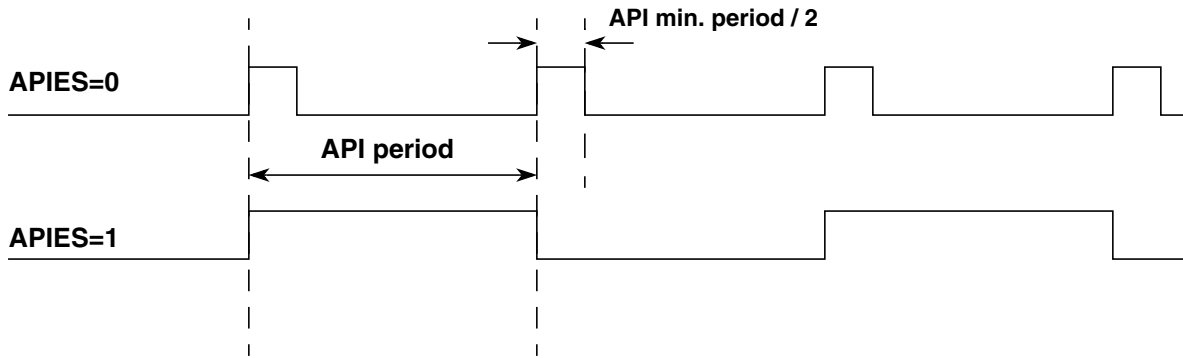 API min. period / 2
APIES=0
API period
APIES=1